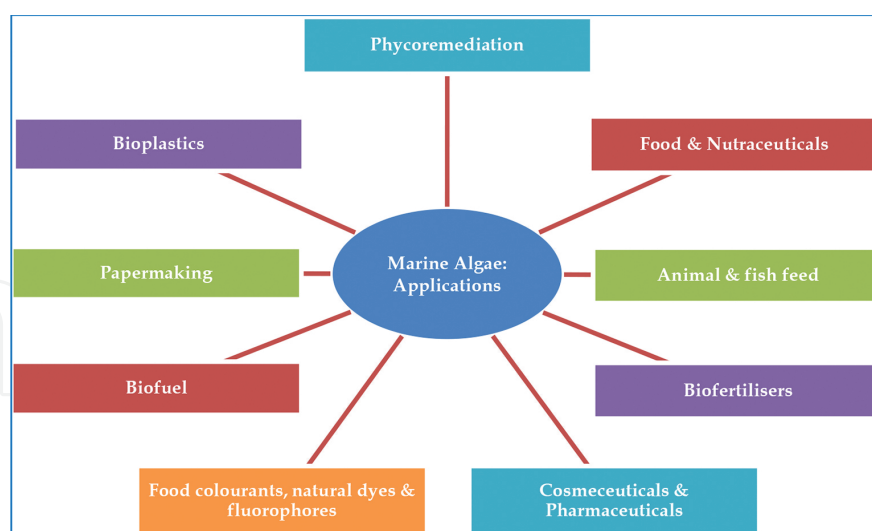 Phycoremediation
Bioplastics
Food & Nutraceuticals
Marine Algae:
Applications
Papermaking
Animal & fish feed
Biofuel
Biofertilisers
Food colourants, natural dyes &
fluorophores
Cosmeceuticals &
Pharmaceuticals